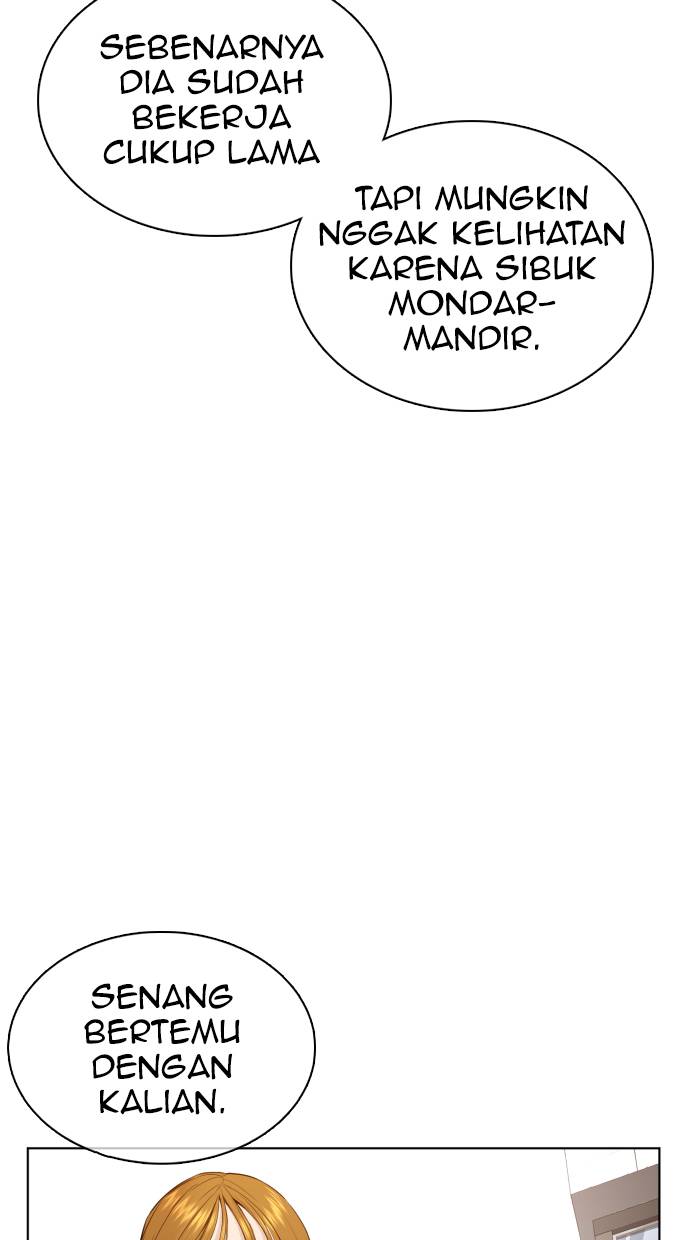 SEBENARNYA
DIA SUDAH
BEKERJA
CUKUP LAMA
TAPI MUNGKIN
NGGAK KELIHATAN
KARENA SIBUK
MONDAR-
MANDIR.
SENANG
BERTEMU
DENGAN
KALIAN.